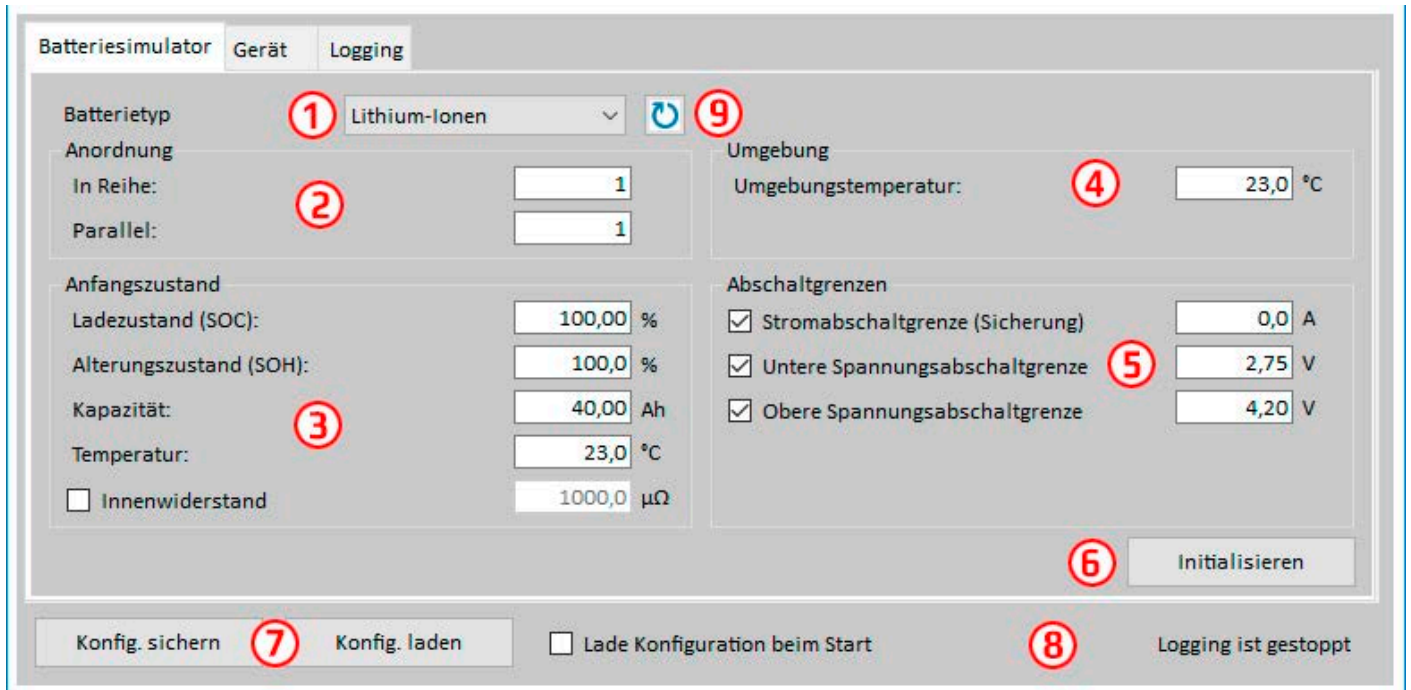 Batteriesimulator Gerät Logging
Batterietyp 1 Lithium-Ionen 9
Anordnung
In Reihe: 1
2
Parallel: 1
Umgebung
Umgebungstemperatur: 4 23,0 °C
Anfangszustand
Ladezustand (SOC): 100,00 %
Alterungszustand (SOH): 100,0 %
Kapazität: 40,00 Ah
3
Temperatur: 23,0 °C
Innenwiderstand 1000,0 µΩ
Abschaltgrenzen
Stromabschaltgrenze (Sicherung) 0,0 A
Untere Spannungsabschaltgrenze 5 2,75 V
Obere Spannungsabschaltgrenze 4,20 V
6 Initialisieren
Konfig. sichern 7 Konfig. laden Lade Konfiguration beim Start 8 Logging ist gestoppt